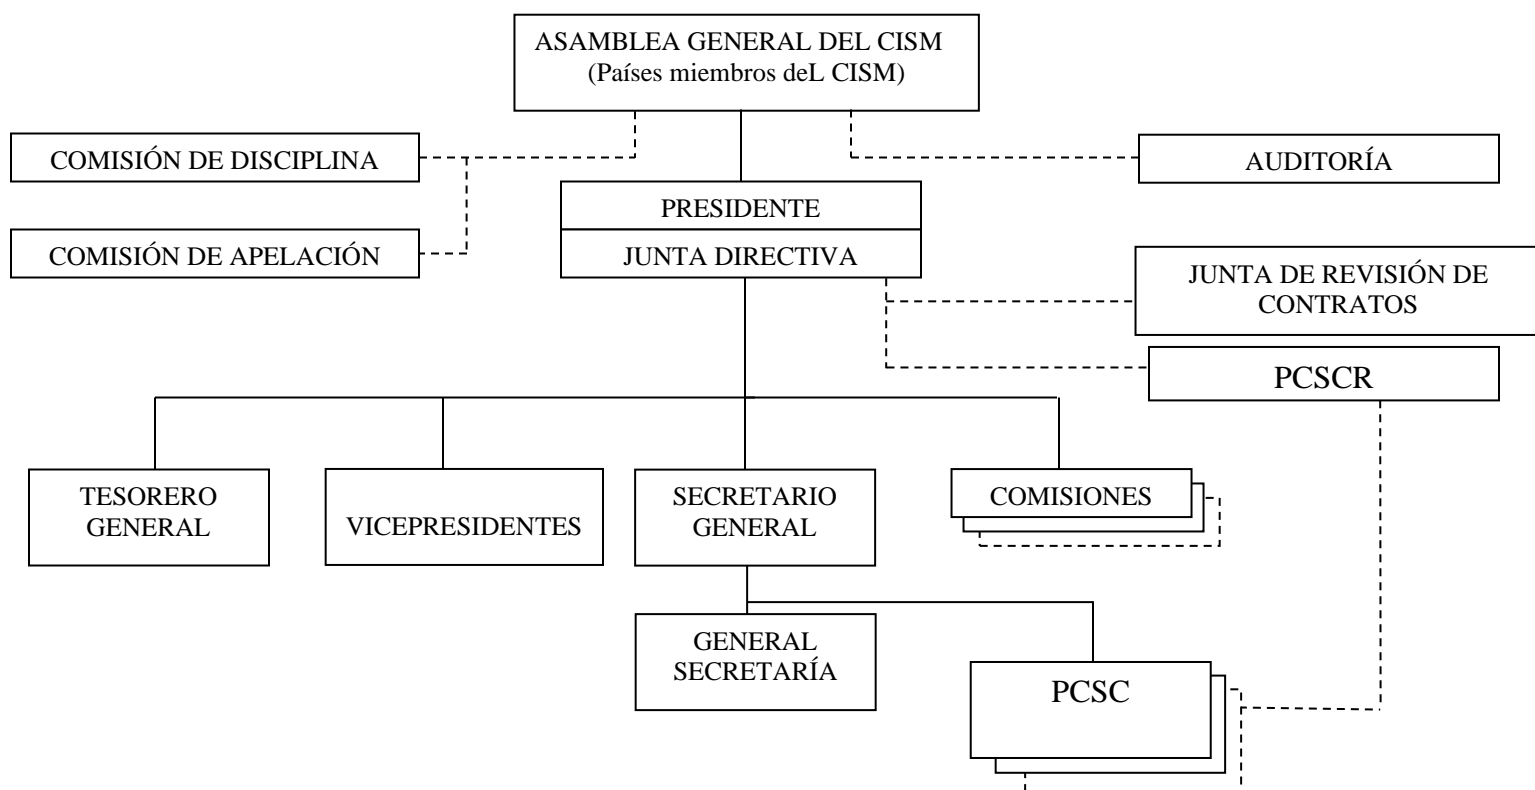 ASAMBLEA GENERAL DEL CISM
(Países miembros deL CISM)
COMISIÓN DE DISCIPLINA
AUDITORÍA
PRESIDENTE
COMISIÓN DE APELACIÓN
JUNTA DIRECTIVA
JUNTA DE REVISIÓN DE
CONTRATOS
PCSCR
TESORERO
GENERAL
VICEPRESIDENTES
SECRETARIO
GENERAL
COMISIONES
GENERAL
SECRETARÍA
PCSC